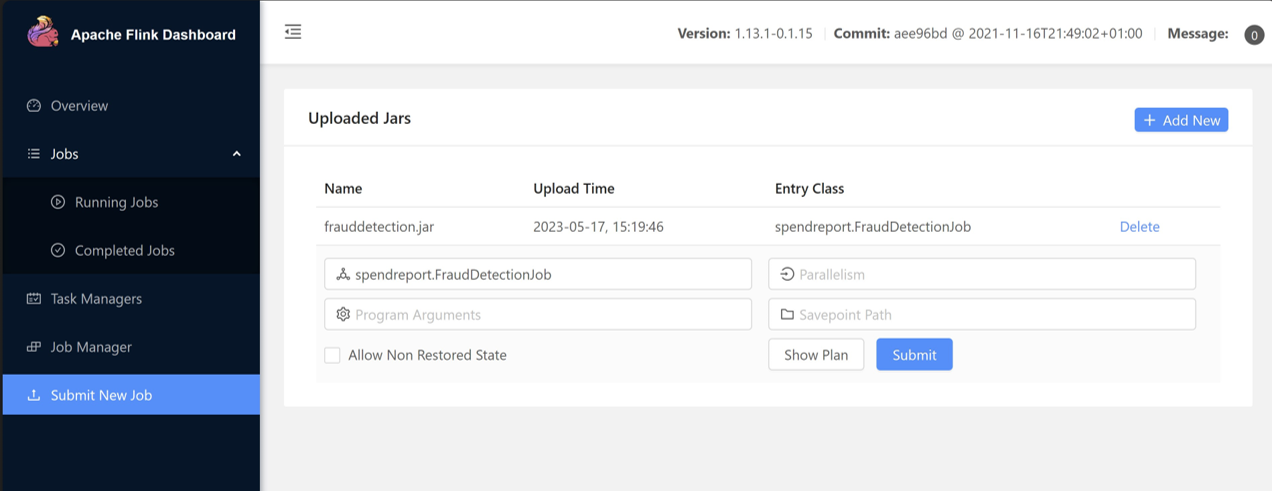 Apache Flink Dashboard
Version: 1.13.1-0.1.15 Commit: aee96bd @ 2021-11-16T21:49:02+01:00 Message: 0
Overview
Jobs
Running Jobs
Completed Jobs
Task Managers
Job Manager
Submit New Job
Uploaded Jars
+ Add New
Name Upload Time Entry Class
frauddetection.jar 2023-05-17, 15:19:46 spendreport.FraudDetectionJob Delete
spendreport.FraudDetectionJob Parallelism
Program Arguments Savepoint Path
Allow Non Restored State Show Plan Submit